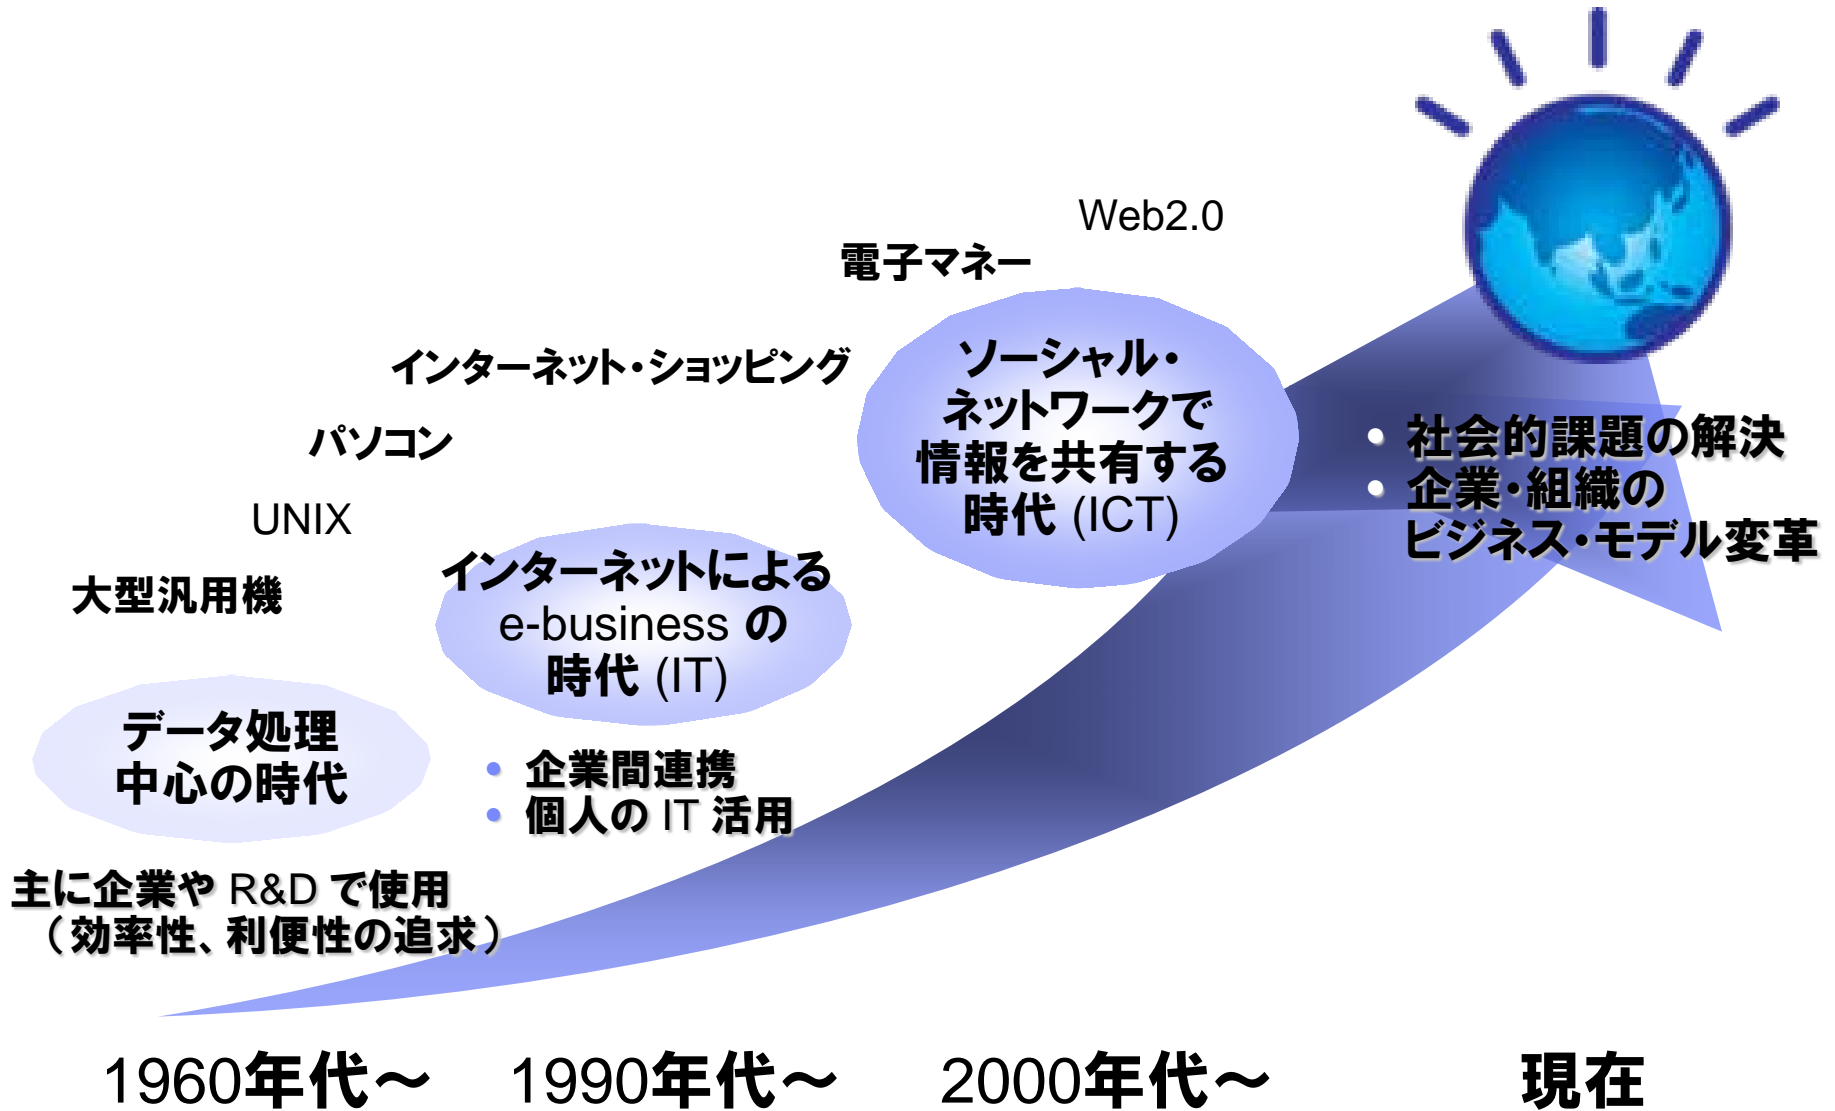 Web2.0
電子マネー
インターネット・ショッピング
パソコン
UNIX
大型汎用機
ソーシャル・
ネットワークで
情報を共有する
時代 (ICT)
• 社会的課題の解決
• 企業・組織の
ビジネス・モデル変革
インターネットによる
e-business の
時代 (IT)
• 企業間連携
• 個人の IT 活用
データ処理
中心の時代
主に企業や R&D で使用
（効率性、利便性の追求）
1960年代～
1990年代～
2000年代～
現在